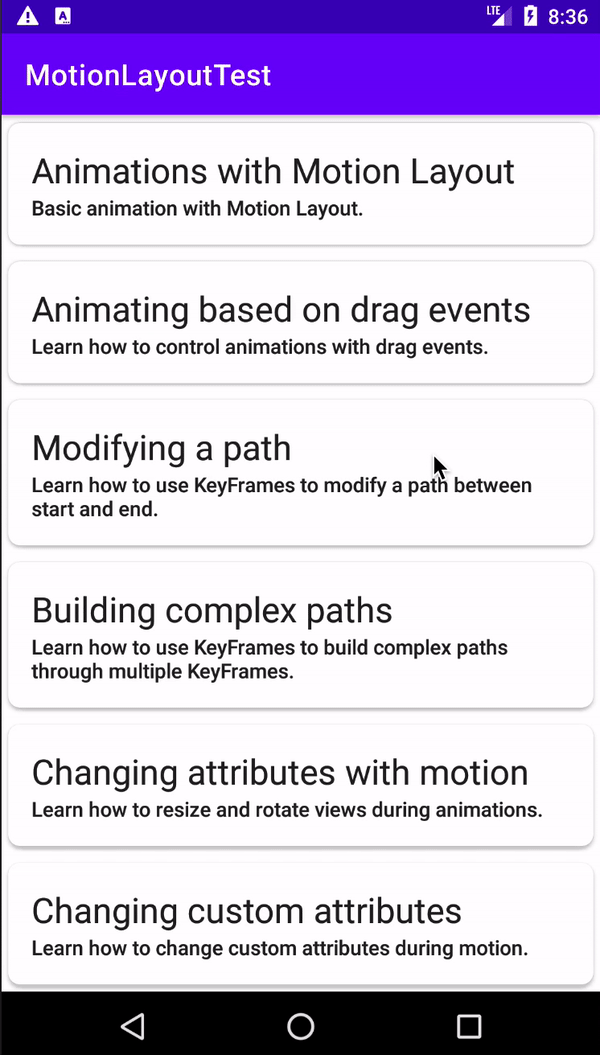 LTE
8:36
MotionLayoutTest
Animations with Motion Layout
Basic animation with Motion Layout.
Animating based on drag events
Learn how to control animations with drag events.
Modifying a path
Learn how to use KeyFrames to modify a path between
start and end.
Building complex paths
Learn how to use KeyFrames to build complex paths
through multiple KeyFrames.
Changing attributes with motion
Learn how to resize and rotate views during animations.
Changing custom attributes
Learn how to change custom attributes during motion.